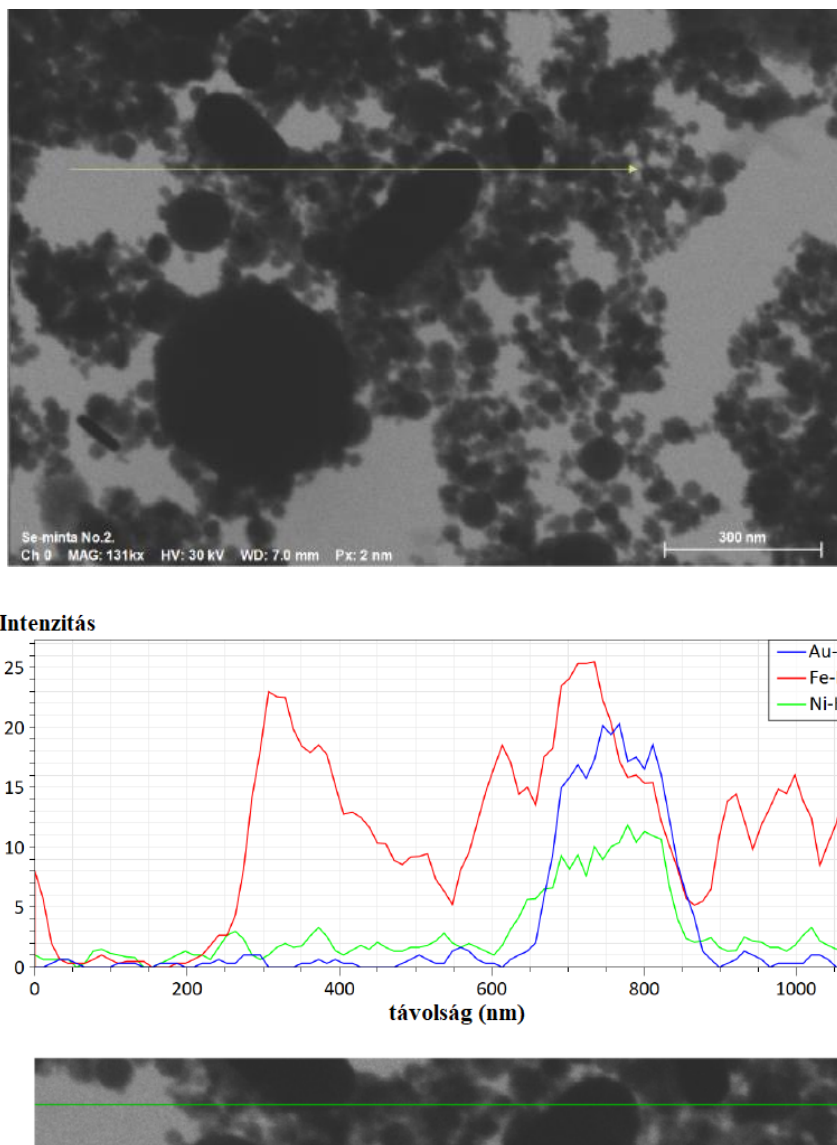 Se-minta No.2.
Ch 0 MAG: 131kx HV: 30 kV WD: 7.0 mm Px: 2 nm
300 nm
Intenzitás
25
20
15
10
5
0
Au-
Fe-
Ni-
0 200 400 600 800 1000
távolság (nm)